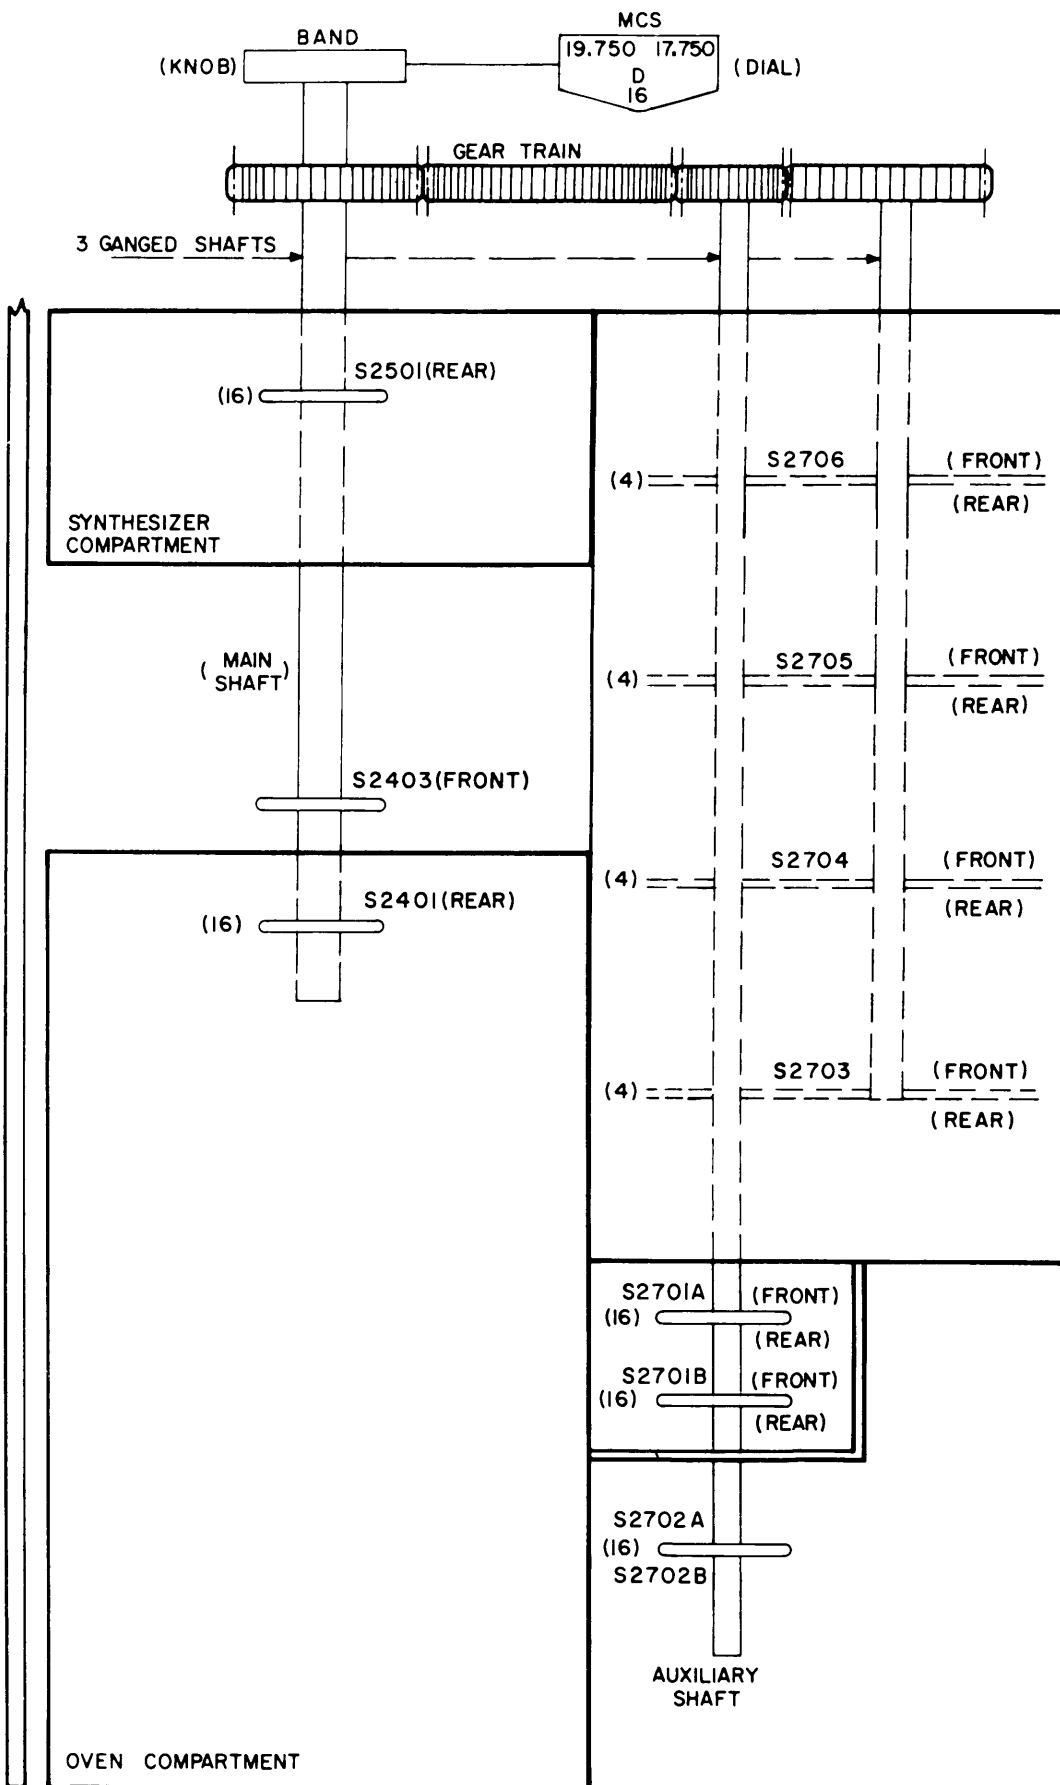 BAND
(KNOB)
MCS
19.750 17.750
D
16
(DIAL)
GEAR TRAIN
3 GANGED SHAFTS
S2501(REAR)
(16)
SYNTHESIZER
COMPARTMENT
S2706
(FRONT)
(4)
(REAR)
(MAIN
SHAFT)
S2705
(FRONT)
(4)
(REAR)
S2403(FRONT)
S2704
(FRONT)
(4)
(REAR)
S2401(REAR)
(16)
S2703
(FRONT)
(4)
(REAR)
S2701A
(FRONT)
(16)
(REAR)
S2701B
(FRONT)
(16)
(REAR)
S2702A
(16)
S2702B
AUXILIARY
SHAFT
OVEN COMPARTMENT